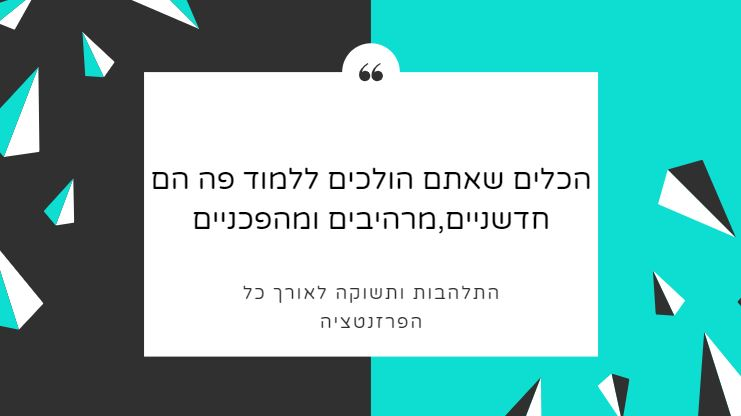 ❝
הכלים שאתם הולכים ללמוד פה הם
חדשניים,מרהיבים ומהפכניים
התלהבות ותשוקה לאורך כל
הפרזנטציה